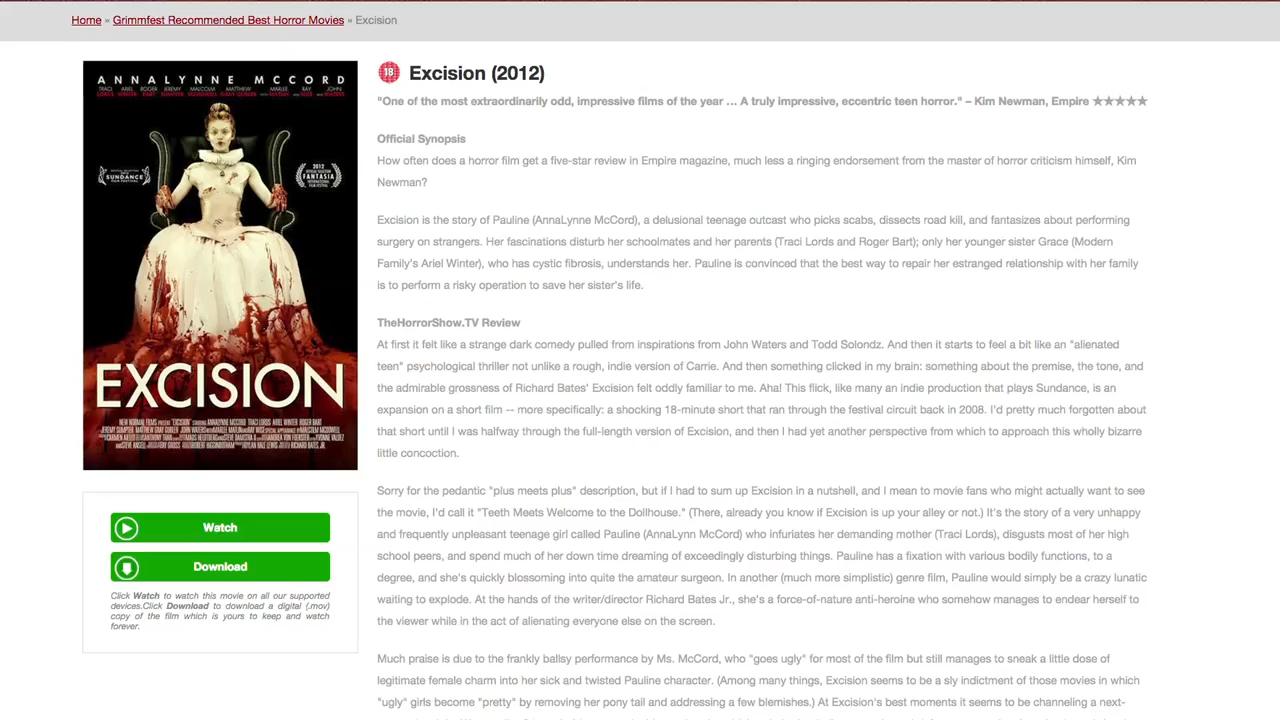 Home » Grimmfest Recommended Best Horror Movies » Excision
ANNALYNNE MCCORD
TRACI ARIEL ROGER JEREMY MALCOLM MATTHEW MARLEE RAY JOHN
SUNDANCE
2012
FANTASIA
EXCISION
18 Excision (2012)
"One of the most extraordinarily odd, impressive films of the year ... A truly impressive, eccentric teen horror." – Kim Newman, Empire ★★★★★
Official Synopsis
How often does a horror film get a five-star review in Empire magazine, much less a ringing endorsement from the master of horror criticism himself, Kim
Newman?
Excision is the story of Pauline (AnnaLynne McCord), a delusional teenage outcast who picks scabs, dissects road kill, and fantasizes about performing
surgery on strangers. Her fascinations disturb her schoolmates and her parents (Traci Lords and Roger Bart); only her younger sister Grace (Modern
Family's Ariel Winter), who has cystic fibrosis, understands her. Pauline is convinced that the best way to repair her estranged relationship with her family
is to perform a risky operation to save her sister's life.
TheHorrorShow.TV Review
At first it felt like a strange dark comedy pulled from inspirations from John Waters and Todd Solondz. And then it starts to feel a bit like an "alienated
teen" psychological thriller not unlike a rough, indie version of Carrie. And then something clicked in my brain: something about the premise, the tone, and
the admirable grossness of Richard Bates' Excision felt oddly familiar to me. Aha! This flick, like many an indie production that plays Sundance, is an
expansion on a short film -- more specifically: a shocking 18-minute short that ran through the festival circuit back in 2008. I'd pretty much forgotten about
that short until I was halfway through the full-length version of Excision, and then I had yet another perspective from which to approach this wholly bizarre
little concoction.
Sorry for the pedantic "plus meets plus" description, but if I had to sum up Excision in a nutshell, and I mean to movie fans who might actually want to see
the movie, I'd call it "Teeth Meets Welcome to the Dollhouse." (There, already you know if Excision is up your alley or not.) It's the story of a very unhappy
and frequently unpleasant teenage girl called Pauline (AnnaLynn McCord) who infuriates her demanding mother (Traci Lords), disgusts most of her high
school peers, and spend much of her down time dreaming of exceedingly disturbing things. Pauline has a fixation with various bodily functions, to a
degree, and she's quickly blossoming into quite the amateur surgeon. In another (much more simplistic) genre film, Pauline would simply be a crazy lunatic
waiting to explode. At the hands of the writer/director Richard Bates Jr., she's a force-of-nature anti-heroine who somehow manages to endear herself to
the viewer while in the act of alienating everyone else on the screen.
Much praise is due to the frankly ballsy performance by Ms. McCord, who "goes ugly" for most of the film but still manages to sneak a little dose of
legitimate female charm into her sick and twisted Pauline character. (Among many things, Excision seems to be a sly indictment of those movies in which
"ugly" girls become "pretty" by removing her pony tail and addressing a few blemishes.) At Excision's best moments it seems to be channeling a next-
Watch
Download
Click Watch to watch this movie on all our supported
devices.Click Download to download a digital (.mov)
copy of the film which is yours to keep and watch
forever.